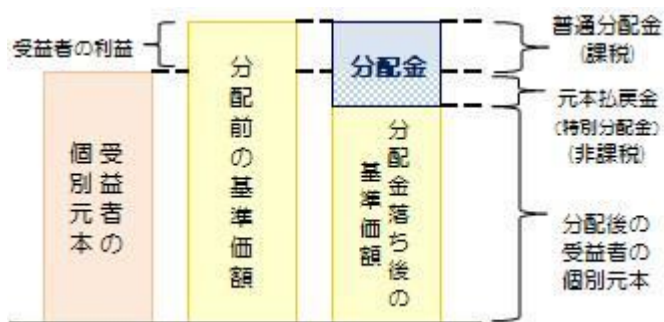 受益者の利益
受益者の
個別元本
分配前の基準価額
分配金
分配金落ち後の
基準価額
普通分配金
(課税)
元本払戻金
(特別分配金)
(非課税)
分配後の
受益者の
個別元本